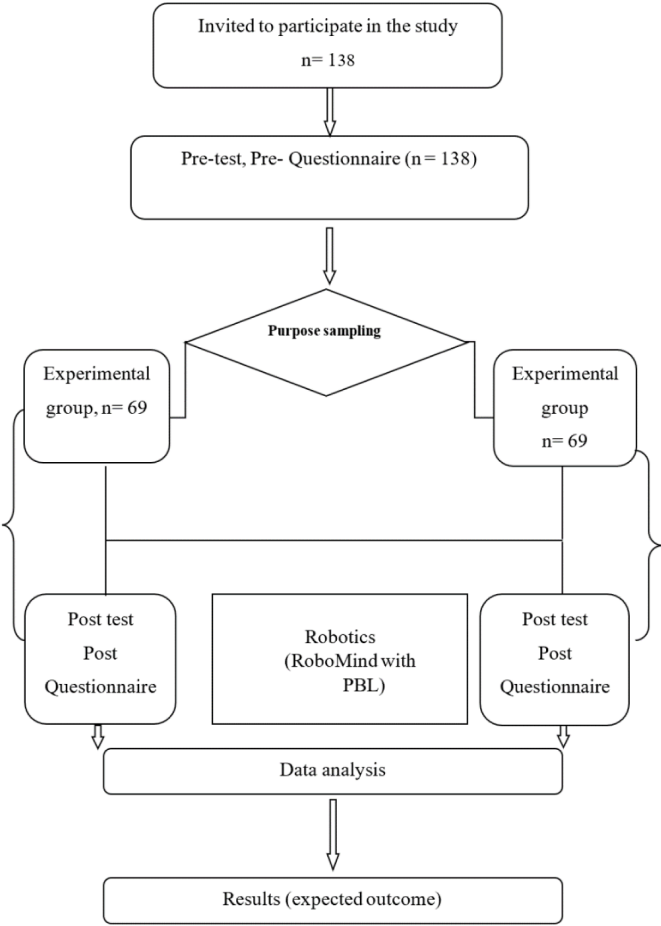 Invited to participate in the study
n= 138
Pre-test, Pre- Questionnaire (n = 138)
Purpose sampling
Experimental
group, n= 69
Experimental
group
n= 69
Post test
Post
Questionnaire
Robotics
(RoboMind with
PBL)
Post test
Post
Questionnaire
Data analysis
Results (expected outcome)